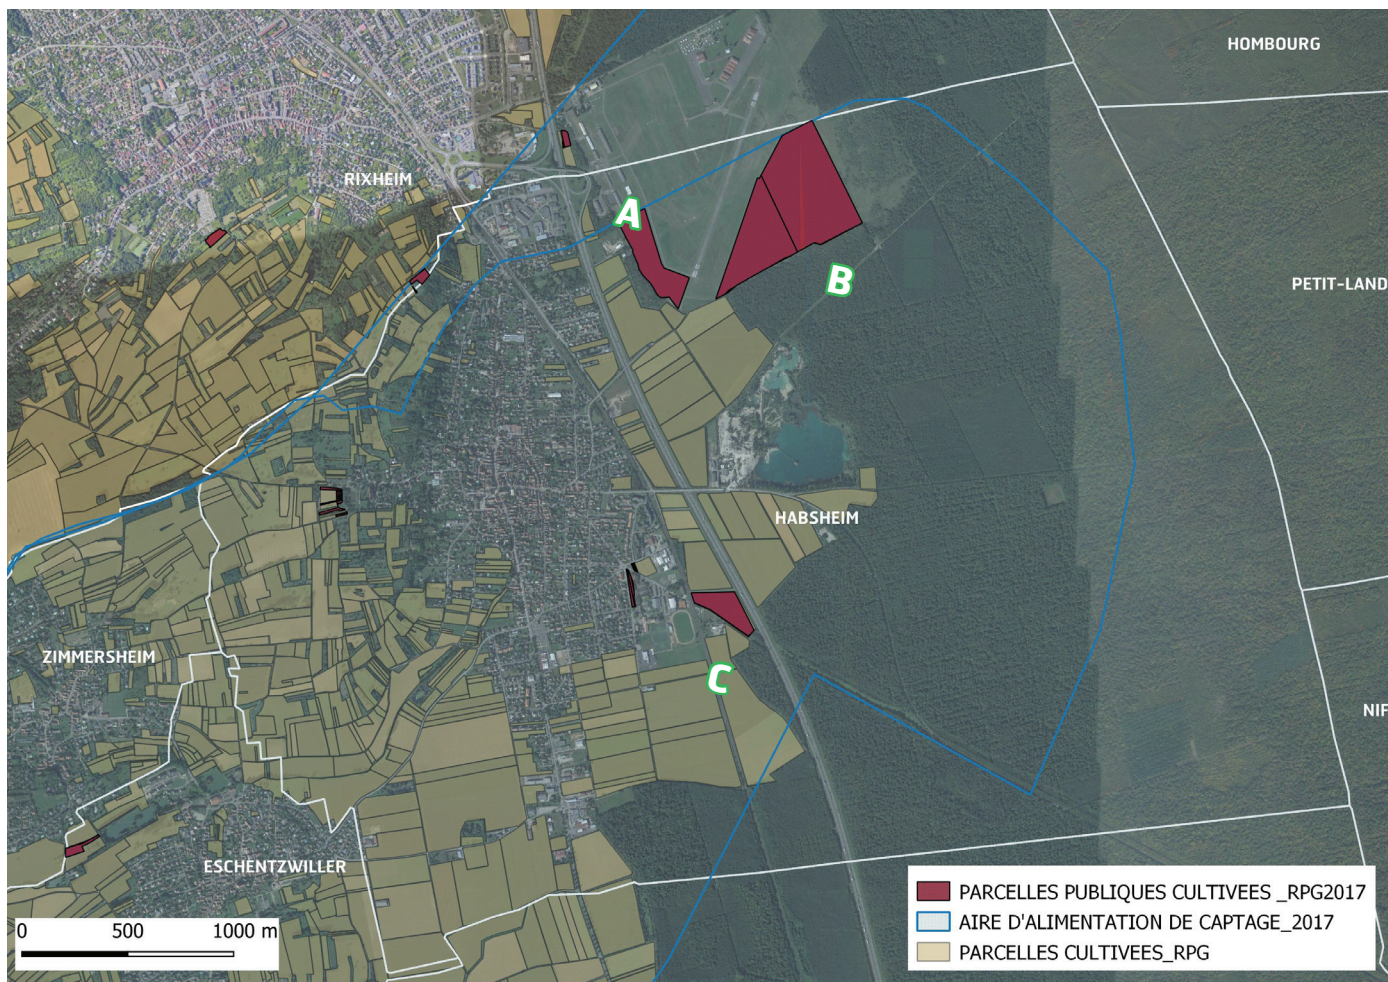 HOMBOURG
RIXHEIM
A
B
PETIT-LAND
HABSHEIM
ZIMMERSHEIM
C
NIF
ESCHENTZWILLER
0 500 1000 m
PARCELLES PUBLIQUES CULTIVEES _RPG2017
AIRE D'ALIMENTATION DE CAPTAGE_2017
PARCELLES CULTIVEES_RPG